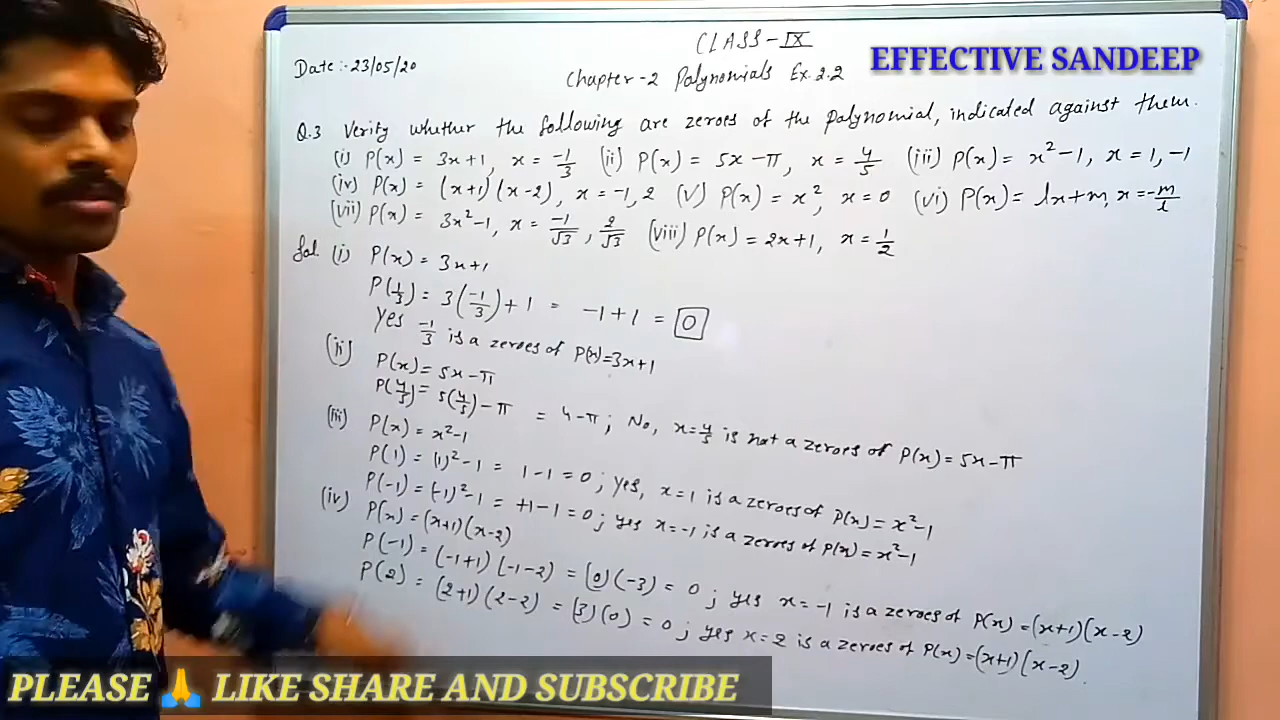 CLASS-IX
EFFECTIVE SANDEEP
Date:-23/05/20
Chapter-2 Polynomials Ex.2.2
Q.3 Verity whether the following are zeroes of the polynomial, indicated against them.
(i) P(x) = 3x+1, x = -1/3 (ii) P(x) = 5x-π, x = 4/5 (iii) P(x) = x²-1, x = 1, -1
(iv) P(x) = (x+1)(x-2), x = -1, 2 (v) P(x) = x², x = 0 (vi) P(x) = lx+m, x = -m/l
(vii) P(x) = 3x²-1, x = -1/√3, 2/√3 (viii) P(x) = 2x+1, x = 1/2
Sol. (i) P(x) = 3x+1
P(1/3) = 3(-1/3)+1 = -1+1 = 0
Yes -1/3 is a zeroes of P(x)=3x+1
(ii) P(x) = 5x-π
P(4/5) = 5(4/5)-π = 4-π; No, x=4/5 is not a zeroes of P(x) = 5x-π
(iii) P(x) = x²-1
P(1) = (1)²-1 = 1-1 = 0; yes, x=1 is a zeroes of P(x) = x²-1
P(-1) = (-1)²-1 = +1-1=0; yes x=-1 is a zeroes of P(x) = x²-1
(iv) P(x) = (x+1)(x-2)
P(-1) = (-1+1)(-1-2) = (0)(-3) = 0; yes x=-1 is a zeroes of P(x) = (x+1)(x-2)
P(2) = (2+1)(2-2) = (3)(0) = 0; yes x=2 is a zeroes of P(x)=(x+1)(x-2).
PLEASE 🙏 LIKE SHARE AND SUBSCRIBE